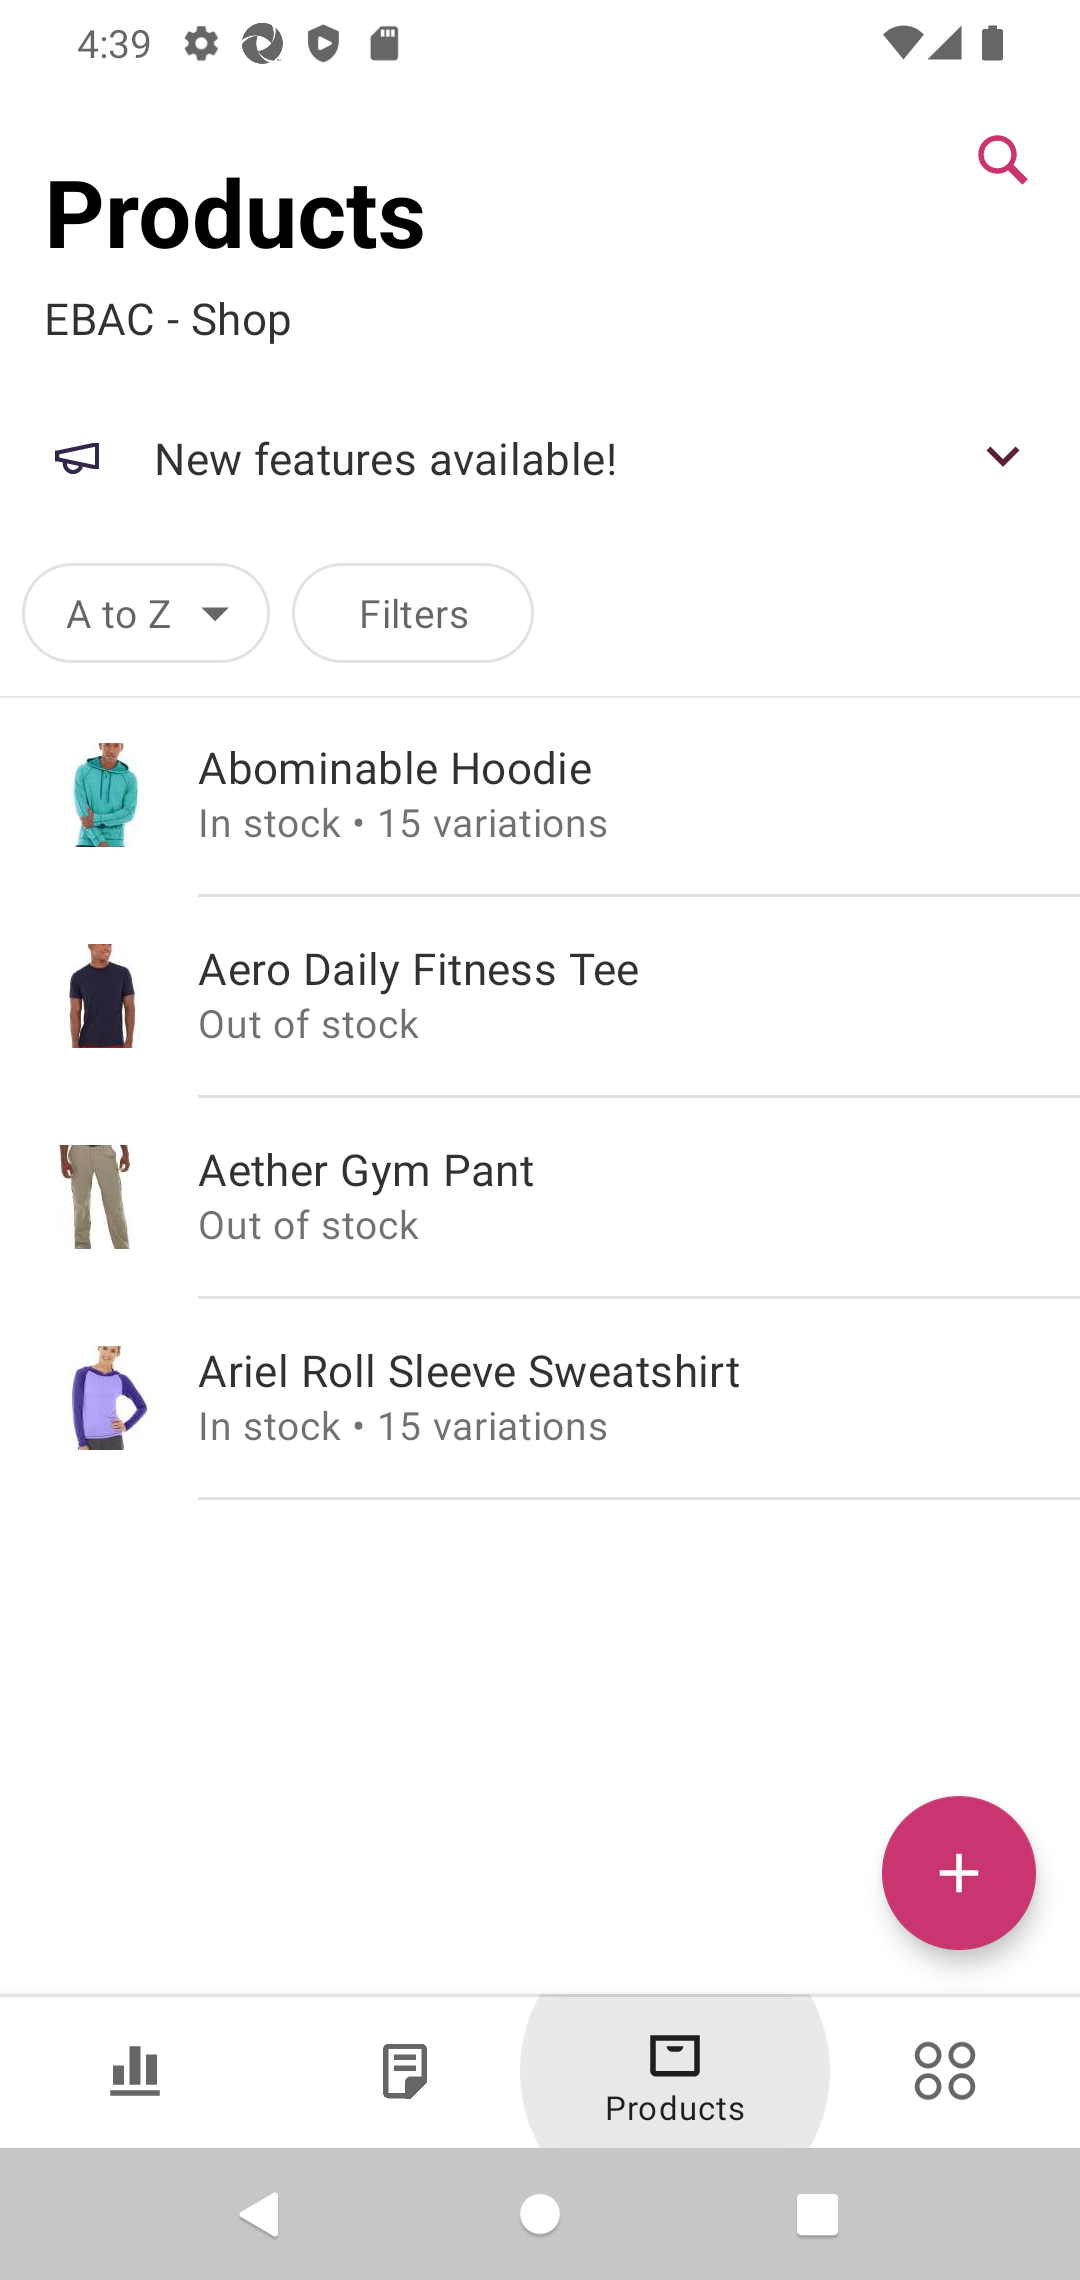 4:39
Products
EBAC - Shop
New features available!
A to Z
Filters
Abominable Hoodie
In stock • 15 variations
Aero Daily Fitness Tee
Out of stock
Aether Gym Pant
Out of stock
Ariel Roll Sleeve Sweatshirt
In stock • 15 variations
Products